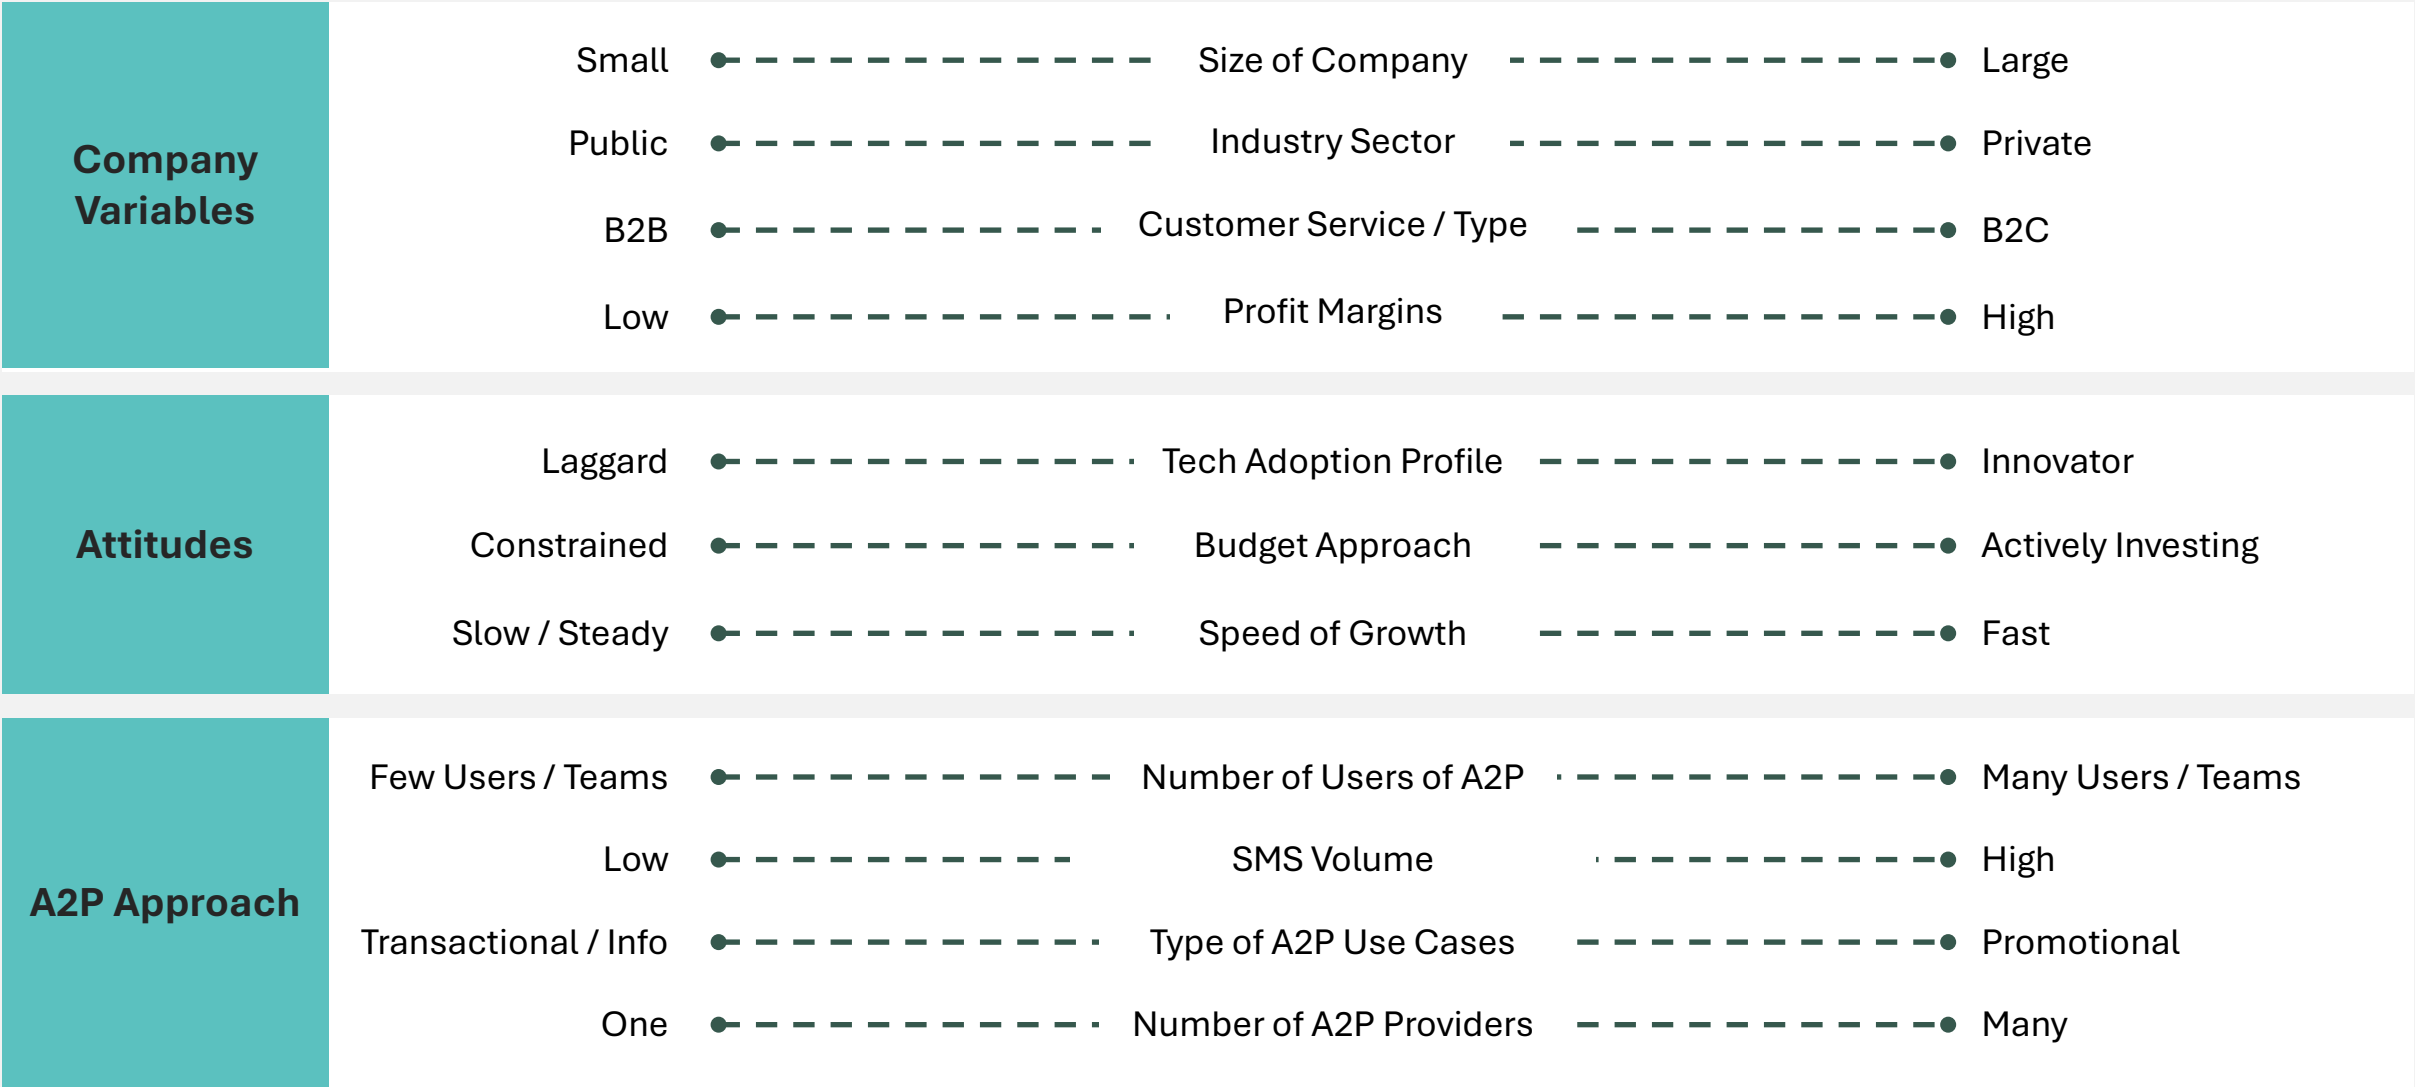 Company
Variables
Small Size of Company Large
Public Industry Sector Private
B2B Customer Service / Type B2C
Low Profit Margins High
Attitudes
Laggard Tech Adoption Profile Innovator
Constrained Budget Approach Actively Investing
Slow / Steady Speed of Growth Fast
A2P Approach
Few Users / Teams Number of Users of A2P Many Users / Teams
Low SMS Volume High
Transactional / Info Type of A2P Use Cases Promotional
One Number of A2P Providers Many